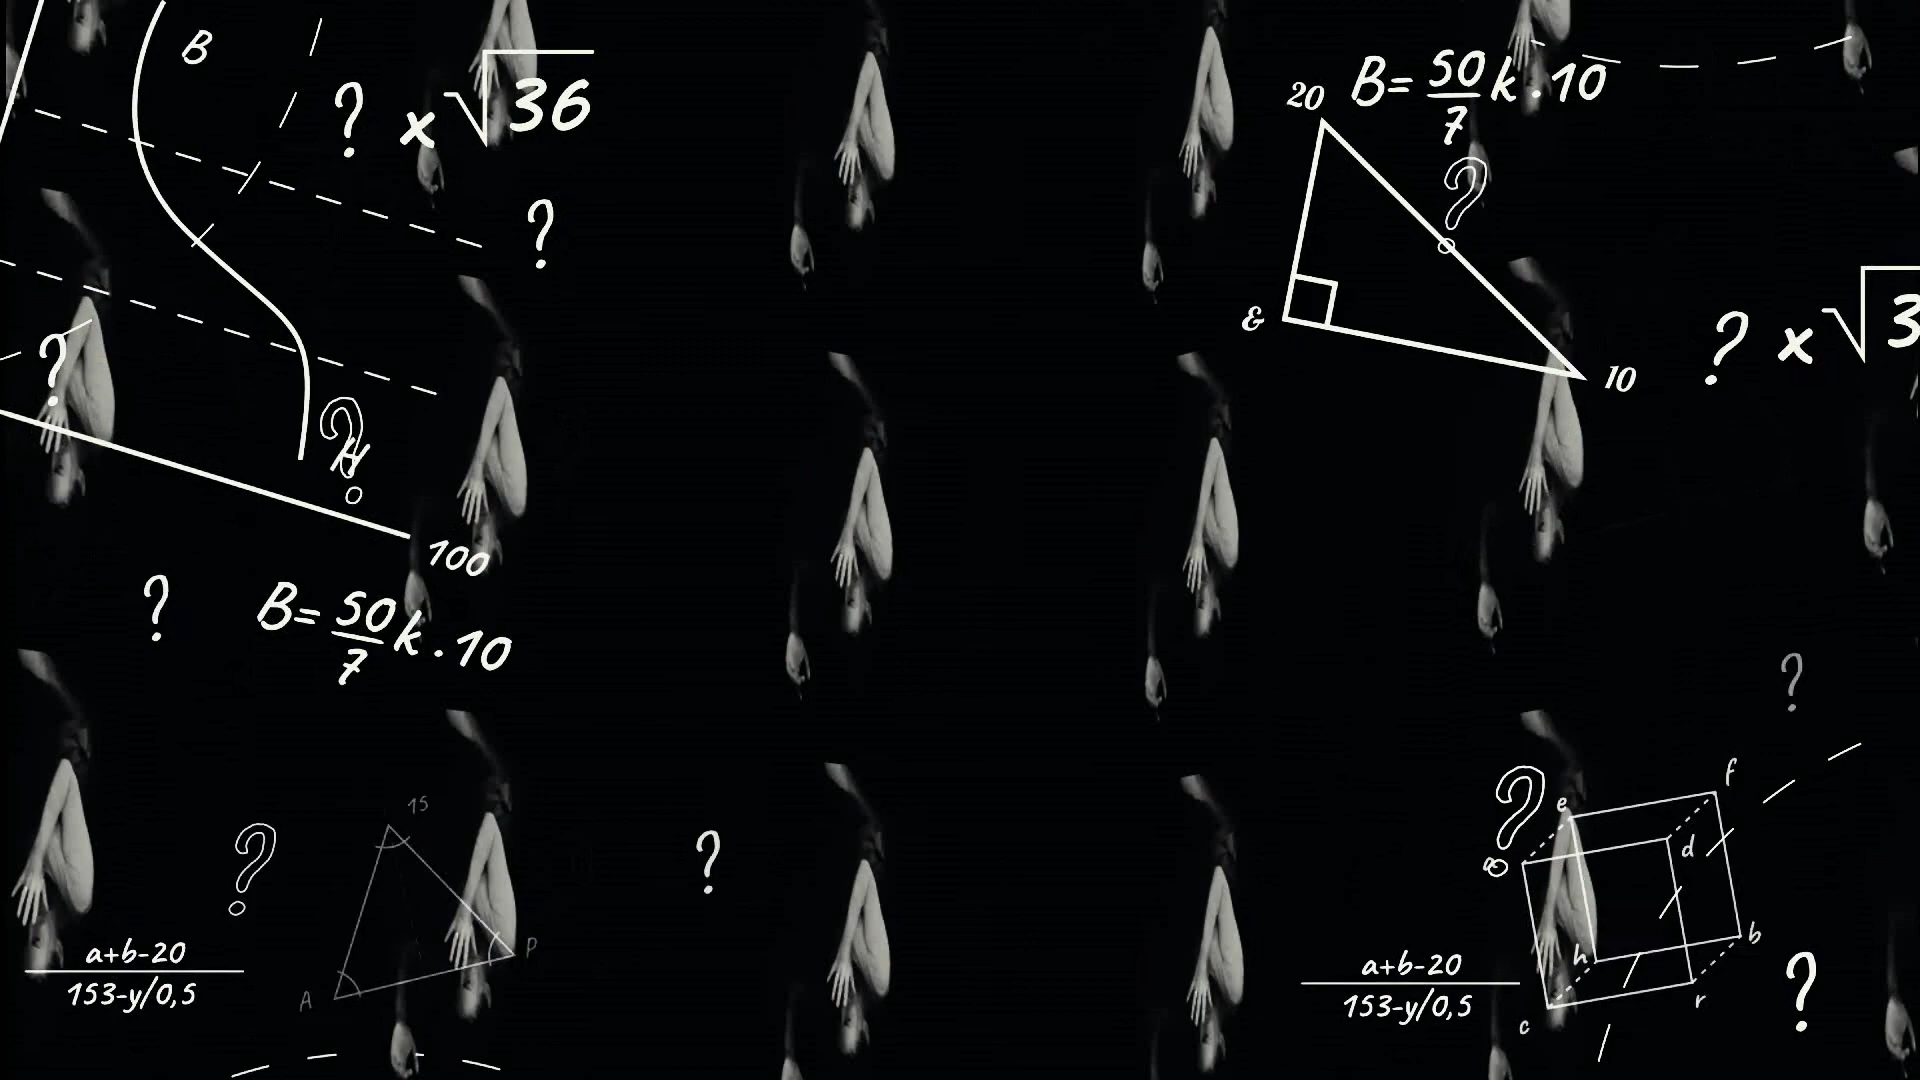 B
? x √36
20
B= 50/7 k . 10
?
?
&
10
? x √3
?
?
H
100
?
B= 50/7 k . 10
?
15
?
?
f
e
d
?
a+b-20
153-y/0,5
A
P
a+b-20
153-y/0,5
h
b
?
c
r